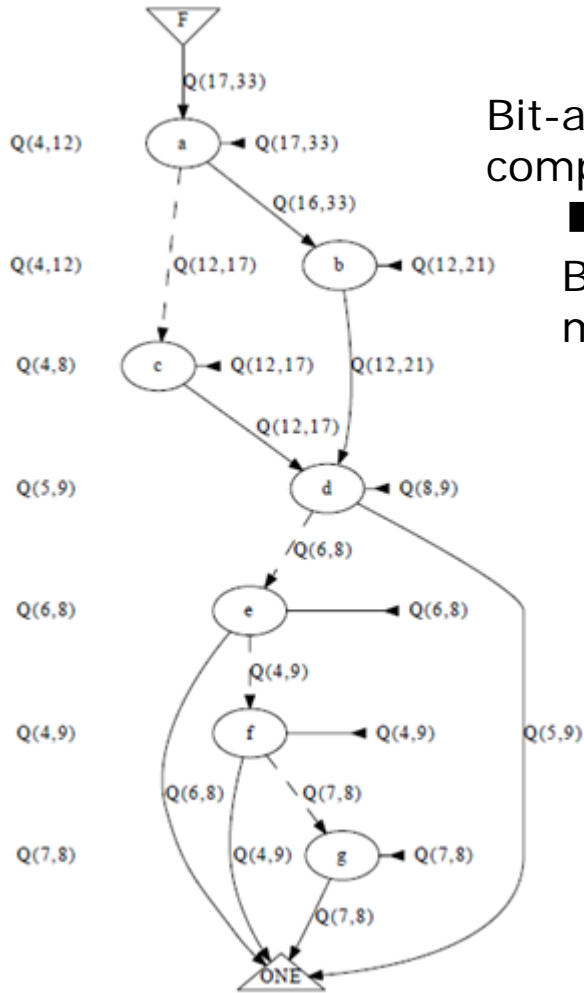 F
Q(17,33)
Q(4,12) a Q(17,33)
Q(16,33)
Q(4,12) Q(12,17) b Q(12,21)
Q(4,8) c Q(12,17) Q(12,21)
Q(12,17)
Q(5,9) d Q(8,9)
Q(6,8)
Q(6,8) e Q(6,8)
Q(4,9)
Q(4,9) f Q(4,9) Q(5,9)
Q(6,8) Q(7,8)
Q(7,8) Q(4,9) g Q(7,8)
Q(7,8)
ONE
Bit-a
comp
B
m